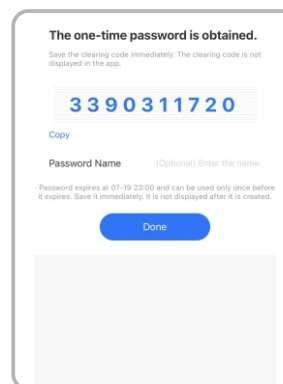 The one-time password is obtained.
Save the clearing code immediately. The clearing code is not
displayed in the app.
3390311720
Copy
Password Name (Optional) Enter the name.
· Password expires at 07-19 23:00 and can be used only once before
it expires. Save it immediately. It is not displayed after it is created.
Done